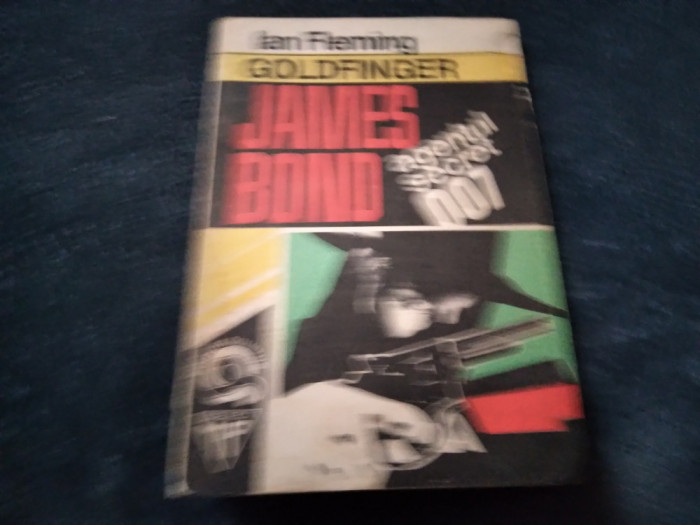 Ian Fleming
GOLDFINGER
JAMES
BOND
agentul
secret
007